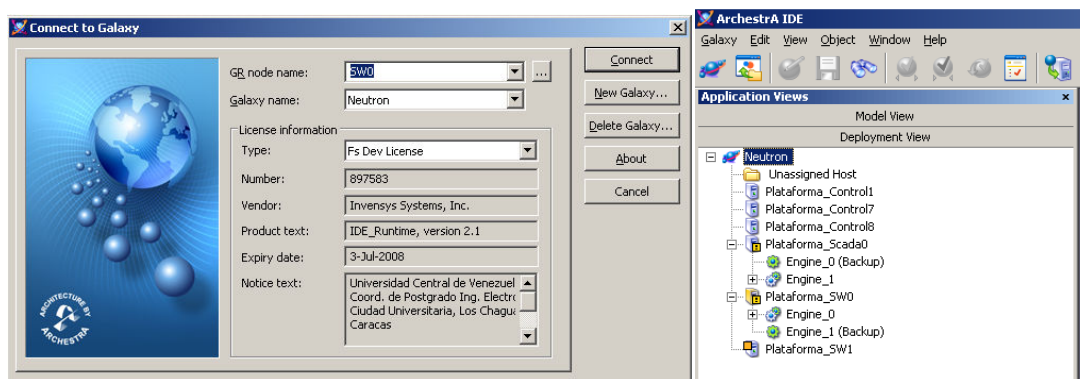 Connect to Galaxy
GR node name:
SW0
...
Galaxy name:
Neutron
License information
Type:
Fs Dev License
Number:
897583
Vendor:
Invensys Systems, Inc.
Product text:
IDE_Runtime, version 2.1
Expiry date:
3-Jul-2008
Notice text:
Universidad Central de Venezuel
Coord. de Postgrado Ing. Electro
Ciudad Universitaria, Los Chagua
Caracas
ARCHITECTURE BY
ARCHESTRA
Connect
New Galaxy...
Delete Galaxy...
About
Cancel
ArchestrA IDE
Galaxy Edit View Object Window Help
Application Views
Model View
Deployment View
Neutron
Unassigned Host
Plataforma_Control1
Plataforma_Control7
Plataforma_Control8
Plataforma_Scada0
Engine_0 (Backup)
Engine_1
Plataforma_SW0
Engine_0
Engine_1 (Backup)
Plataforma_SW1